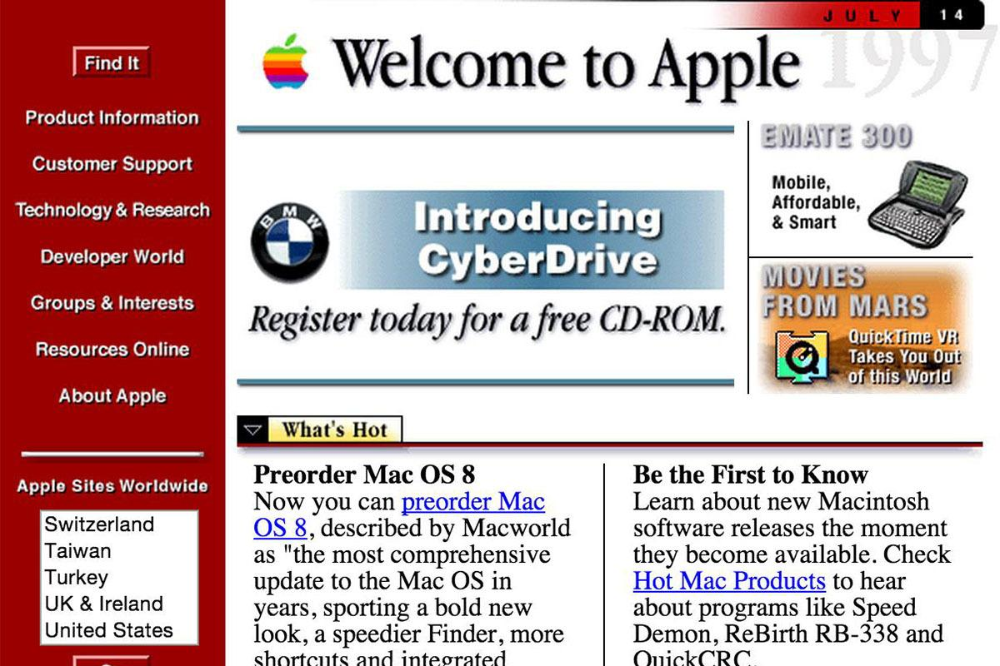 Find It
Product Information
Customer Support
Technology & Research
Developer World
Groups & Interests
Resources Online
About Apple
Apple Sites Worldwide
Switzerland
Taiwan
Turkey
UK & Ireland
United States
JULY 14
1997
Welcome to Apple
BMW
Introducing
CyberDrive
Register today for a free CD-ROM.
EMATE 300
Mobile,
Affordable,
& Smart
MOVIES
FROM MARS
QuickTime VR
Takes You Out
of this World
What's Hot
Preorder Mac OS 8
Now you can preorder Mac
OS 8, described by Macworld
as "the most comprehensive
update to the Mac OS in
years, sporting a bold new
look, a speedier Finder, more
shortcuts and integrated
Be the First to Know
Learn about new Macintosh
software releases the moment
they become available. Check
Hot Mac Products to hear
about programs like Speed
Demon, ReBirth RB-338 and
QuickCRC.